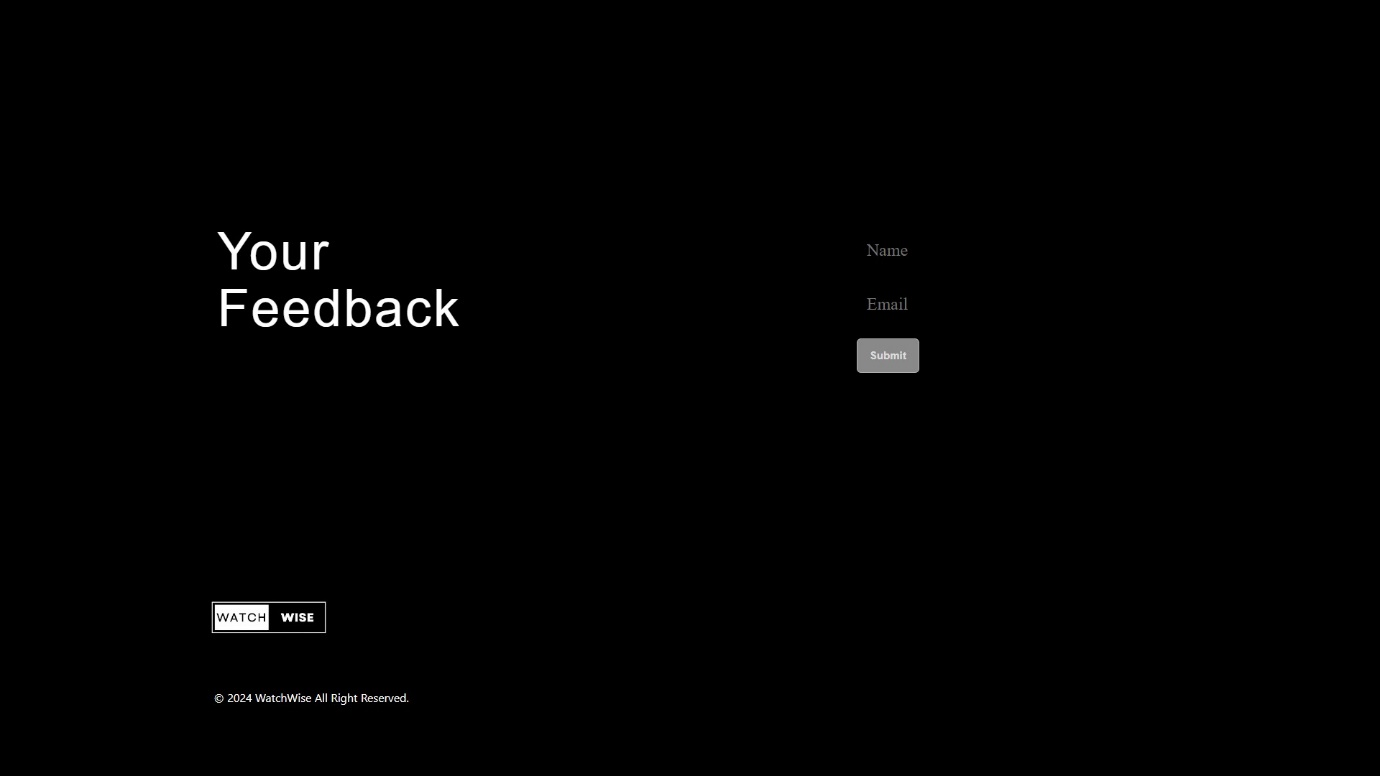 Your
Feedback
Name
Email
Submit
WATCH WISE
© 2024 WatchWise All Right Reserved.